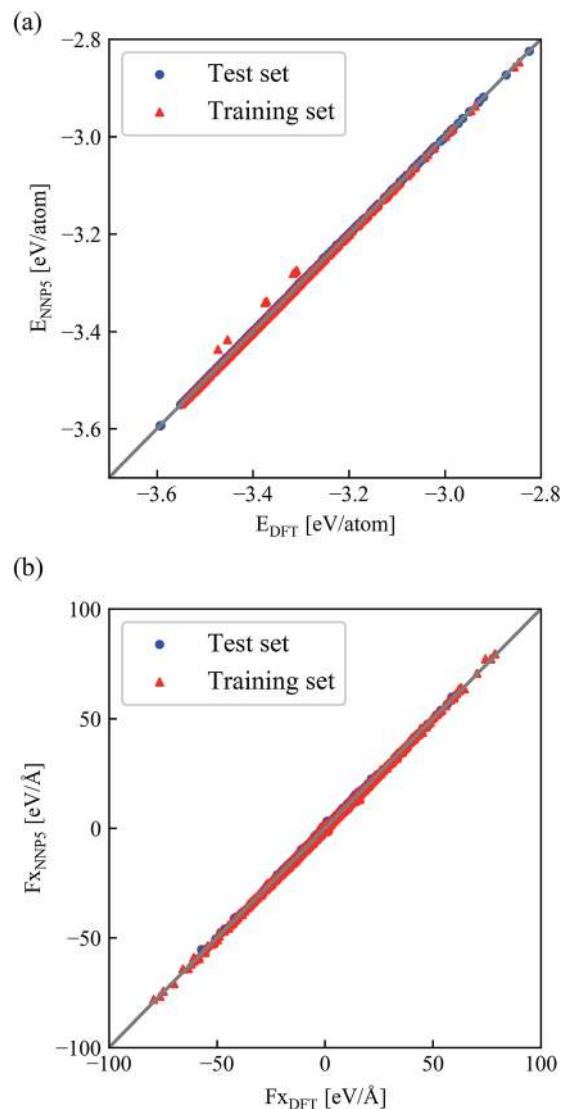 (a)
−2.8
−3.0
−3.2
−3.4
−3.6
E_NNP5 [eV/atom]
Test set
Training set
−3.6 −3.4 −3.2 −3.0 −2.8
E_DFT [eV/atom]
(b)
100
50
0
−50
−100
Fx_NNP5 [eV/Å]
Test set
Training set
−100 −50 0 50 100
Fx_DFT [eV/Å]